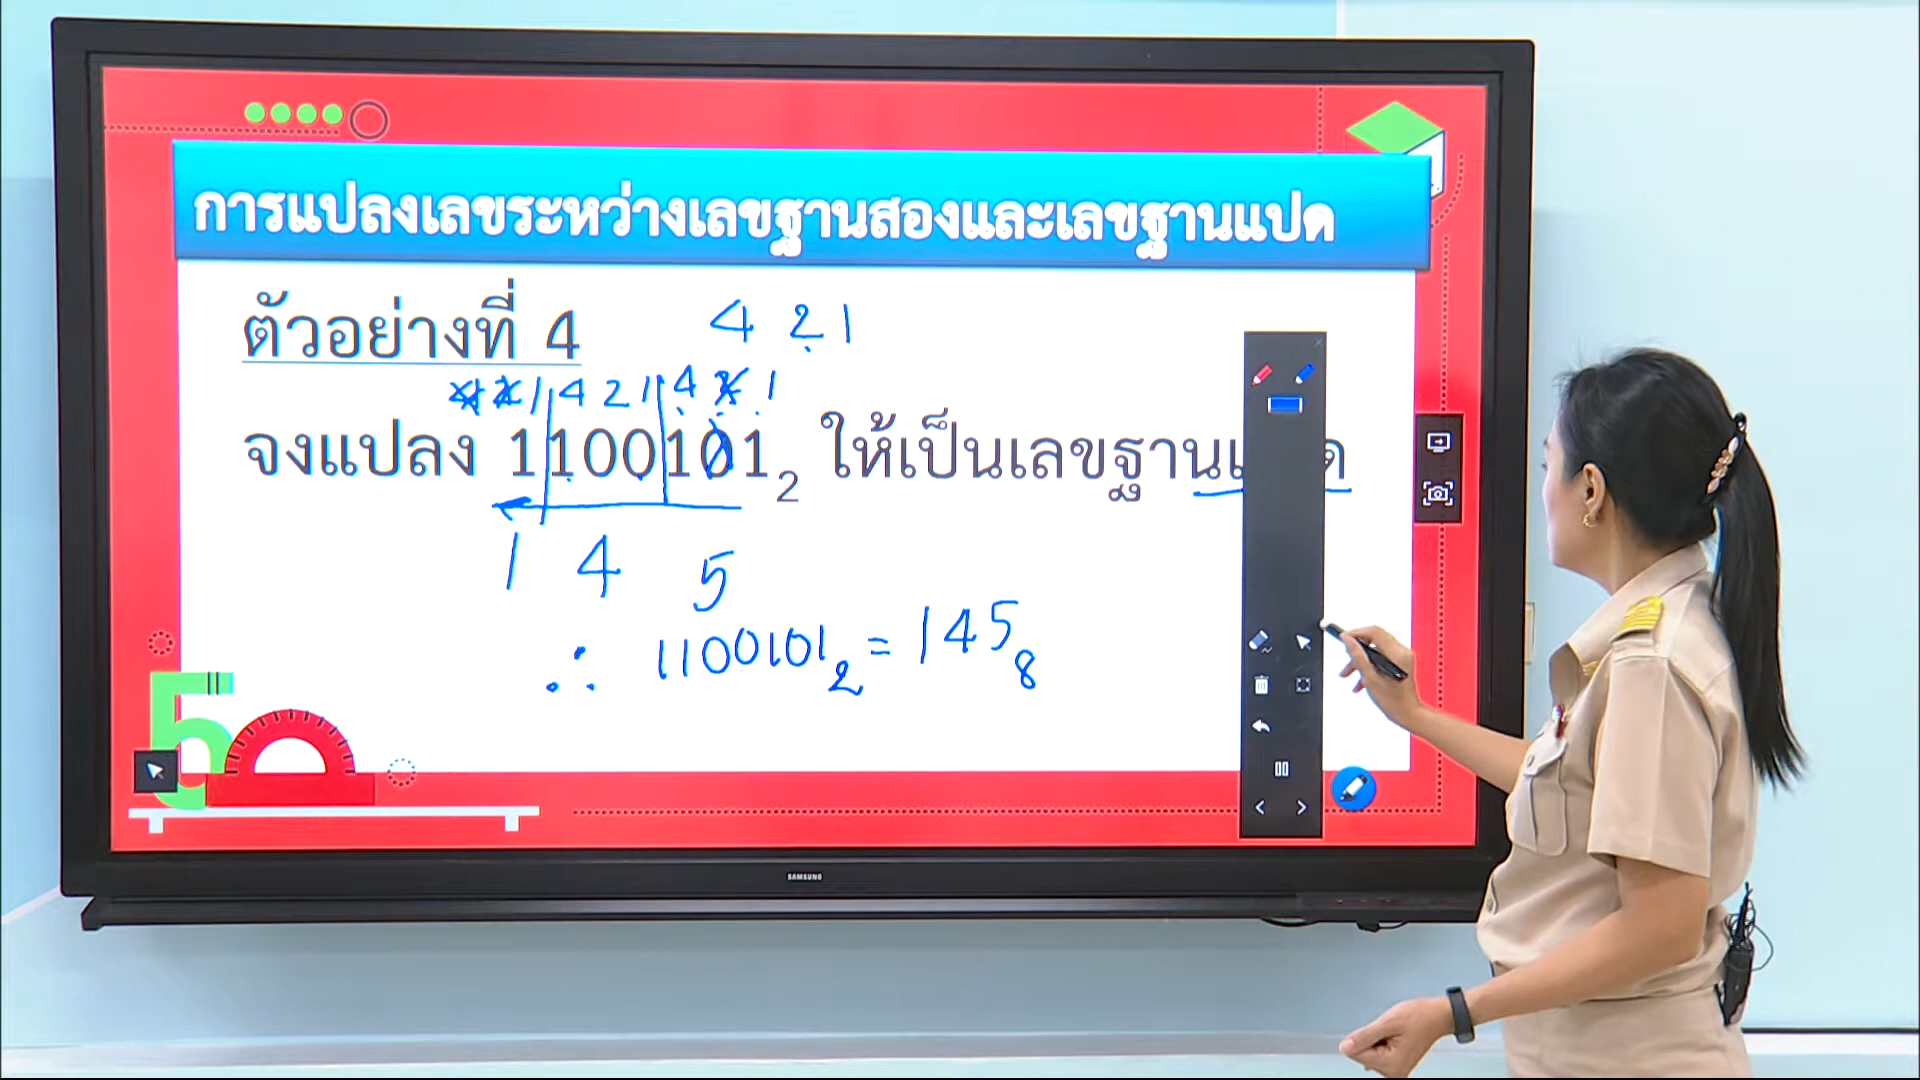 การแปลงเลขระหว่างเลขฐานสองและเลขฐานแปด
ตัวอย่างที่ 4
4 2 1
1 4 2 1 4 2 1
จงแปลง 1100101₂ ให้เป็นเลขฐานแปด
1 4 5
∴ 1100101₂ = 145₈
5
SAMSUNG